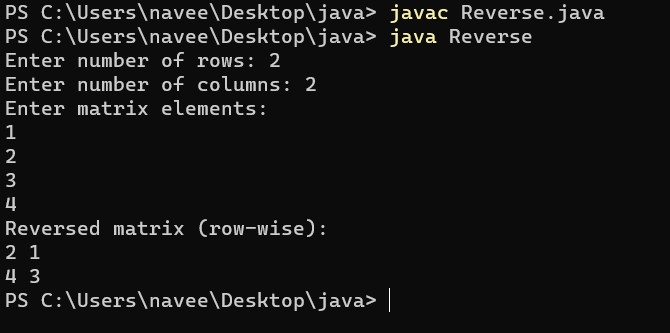 PS C:\Users\navee\Desktop\java> javac Reverse.java
PS C:\Users\navee\Desktop\java> java Reverse
Enter number of rows: 2
Enter number of columns: 2
Enter matrix elements:
1
2
3
4
Reversed matrix (row-wise):
2 1
4 3
PS C:\Users\navee\Desktop\java>